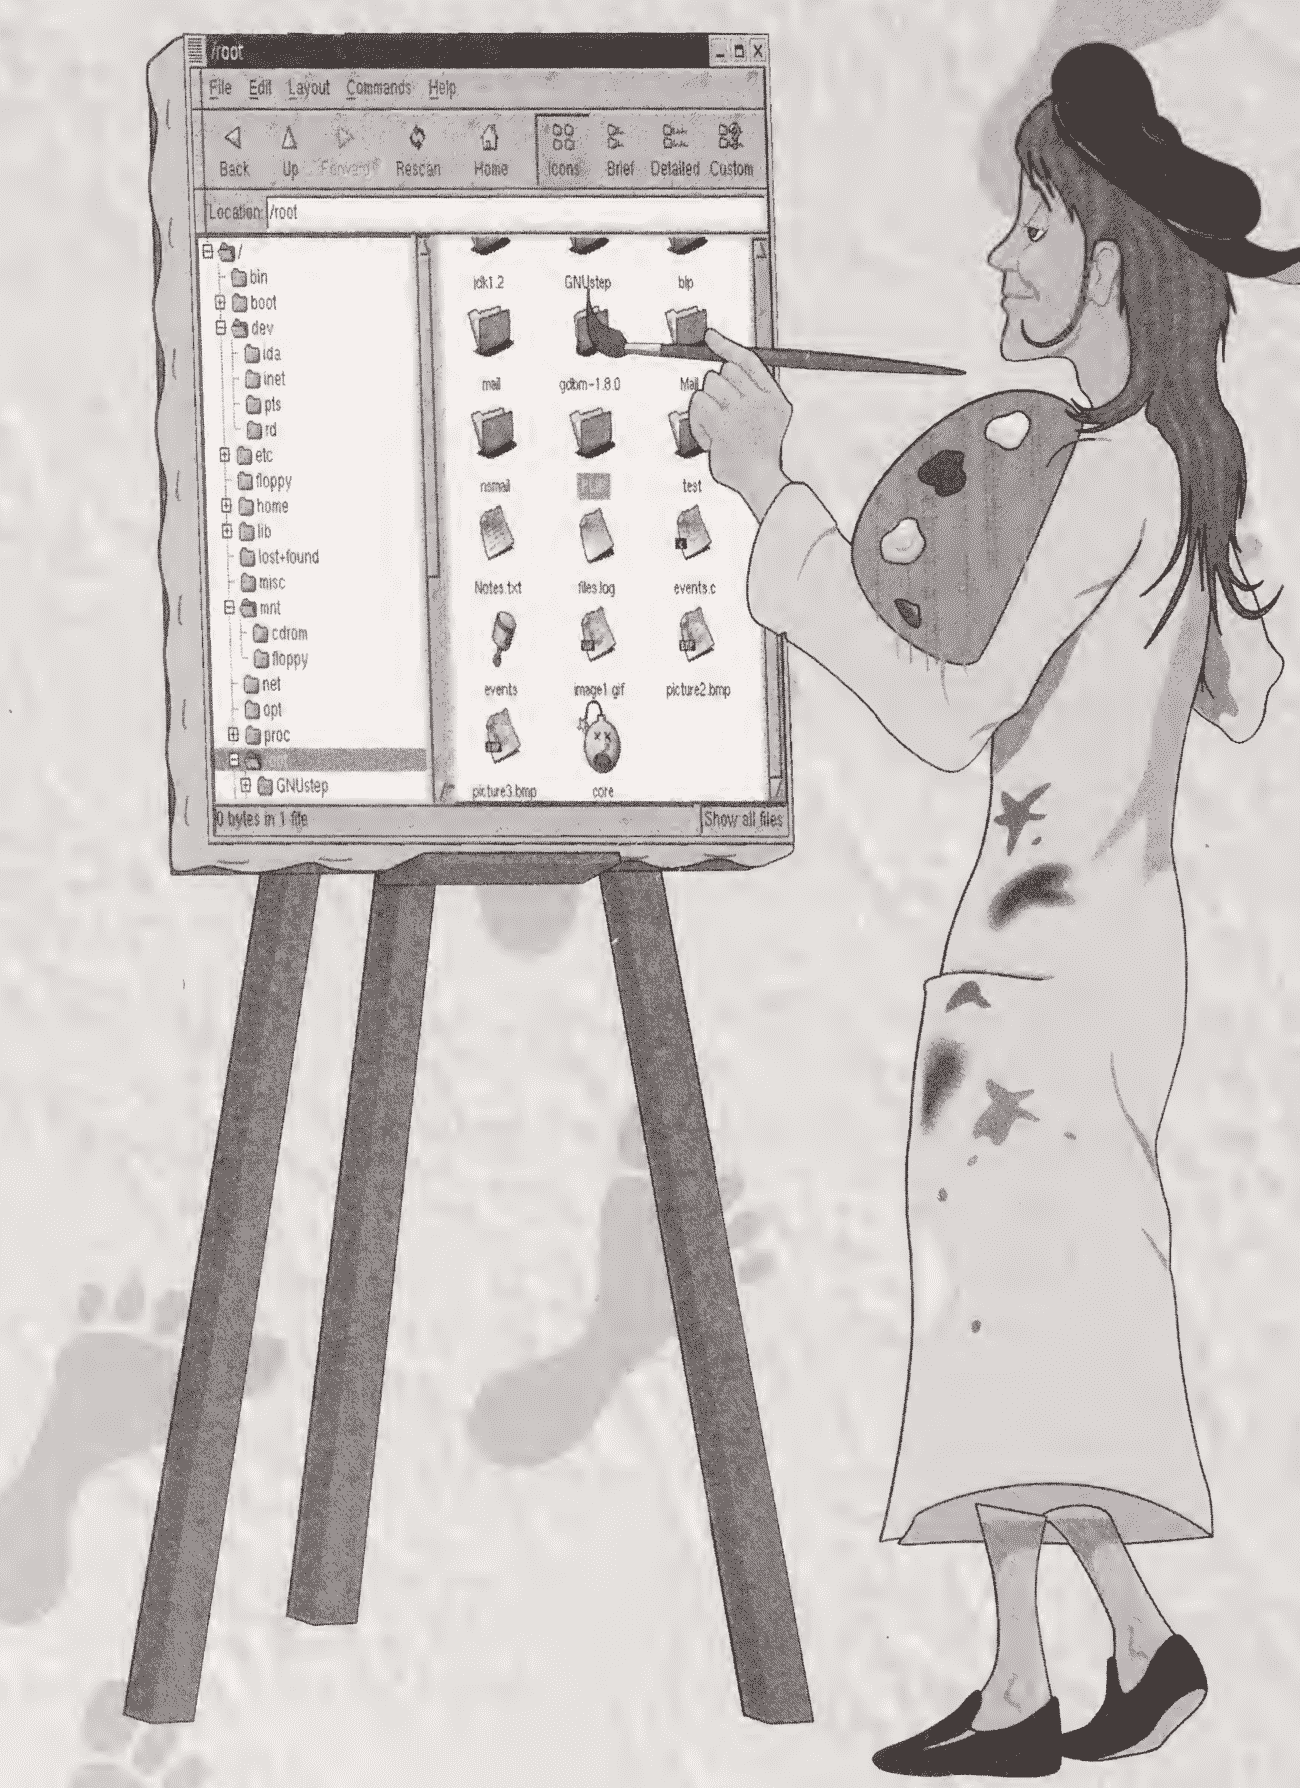 /root
File Edit Layout Commands Help
Back Up Forward Rescan Home Icons Brief Detailed Custom
Location: /root
/
bin
boot
dev
ida
inet
pts
rd
etc
floppy
home
lib
lost+found
misc
mnt
cdrom
floppy
net
opt
proc
GNUstep
jdk1.2 GNUstep blp
mail gdbm-1.8.0 Mail
nsmail test
Notes.txt files.log events.c
events image1.gif picture2.bmp
picture3.bmp core
0 bytes in 1 file Show all files